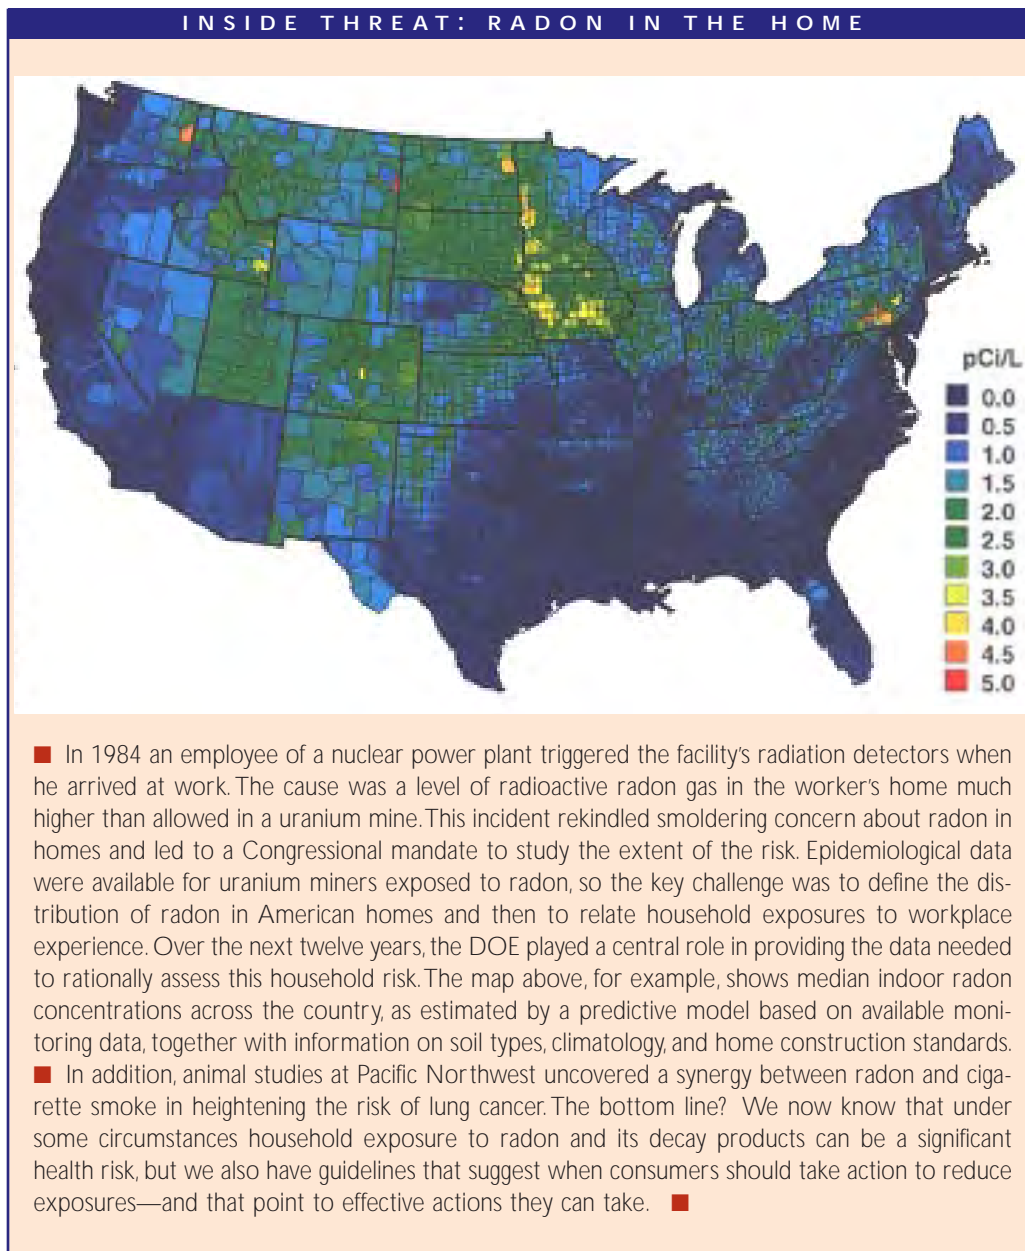 INSIDE THREAT: RADON IN THE HOME
pCi/L
0.0
0.5
1.0
1.5
2.0
2.5
3.0
3.5
4.0
4.5
5.0
■ In 1984 an employee of a nuclear power plant triggered the facility's radiation detectors when
he arrived at work. The cause was a level of radioactive radon gas in the worker's home much
higher than allowed in a uranium mine. This incident rekindled smoldering concern about radon in
homes and led to a Congressional mandate to study the extent of the risk. Epidemiological data
were available for uranium miners exposed to radon, so the key challenge was to define the dis-
tribution of radon in American homes and then to relate household exposures to workplace
experience. Over the next twelve years, the DOE played a central role in providing the data needed
to rationally assess this household risk. The map above, for example, shows median indoor radon
concentrations across the country, as estimated by a predictive model based on available moni-
toring data, together with information on soil types, climatology, and home construction standards.
■ In addition, animal studies at Pacific Northwest uncovered a synergy between radon and ciga-
rette smoke in heightening the risk of lung cancer. The bottom line? We now know that under
some circumstances household exposure to radon and its decay products can be a significant
health risk, but we also have guidelines that suggest when consumers should take action to reduce
exposures—and that point to effective actions they can take. ■